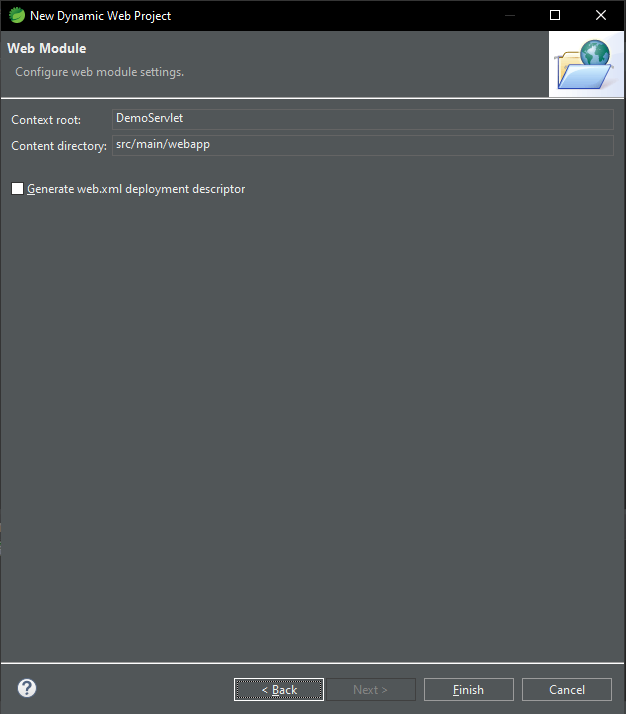 New Dynamic Web Project
Web Module
Configure web module settings.
Context root: DemoServlet
Content directory: src/main/webapp
Generate web.xml deployment descriptor
? < Back Next > Finish Cancel